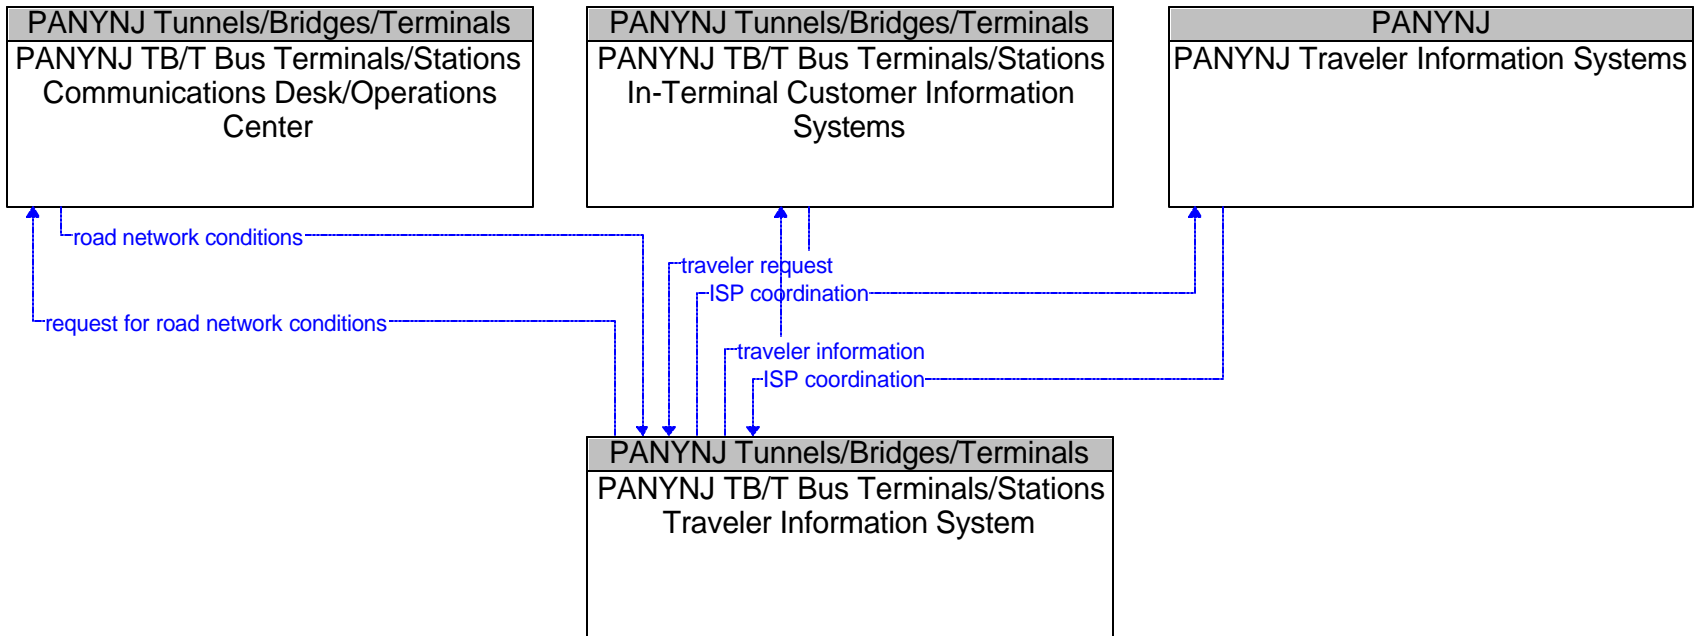 PANYNJ Tunnels/Bridges/Terminals
PANYNJ TB/T Bus Terminals/Stations
Communications Desk/Operations
Center
PANYNJ Tunnels/Bridges/Terminals
PANYNJ TB/T Bus Terminals/Stations
In-Terminal Customer Information
Systems
PANYNJ
PANYNJ Traveler Information Systems
road network conditions
traveler request
ISP coordination
request for road network conditions
traveler information
ISP coordination
PANYNJ Tunnels/Bridges/Terminals
PANYNJ TB/T Bus Terminals/Stations
Traveler Information System